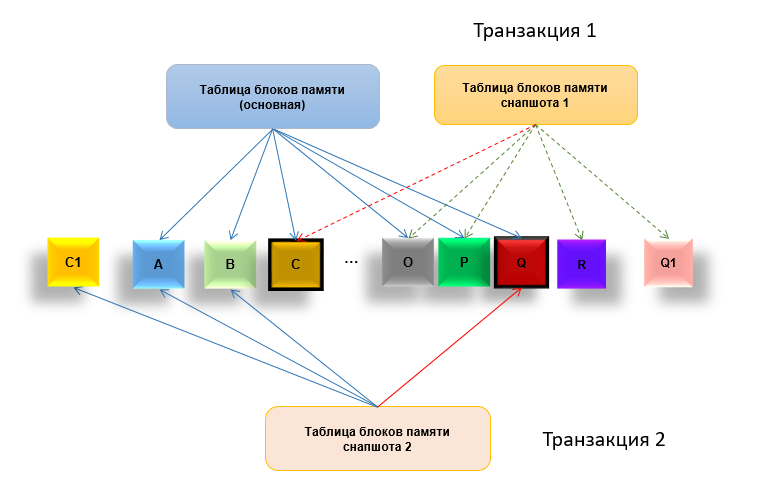 Транзакция 1
Таблица блоков памяти
(основная)
Таблица блоков памяти
снапшота 1
C1
A
B
C
...
O
P
Q
R
Q1
Таблица блоков памяти
снапшота 2
Транзакция 2